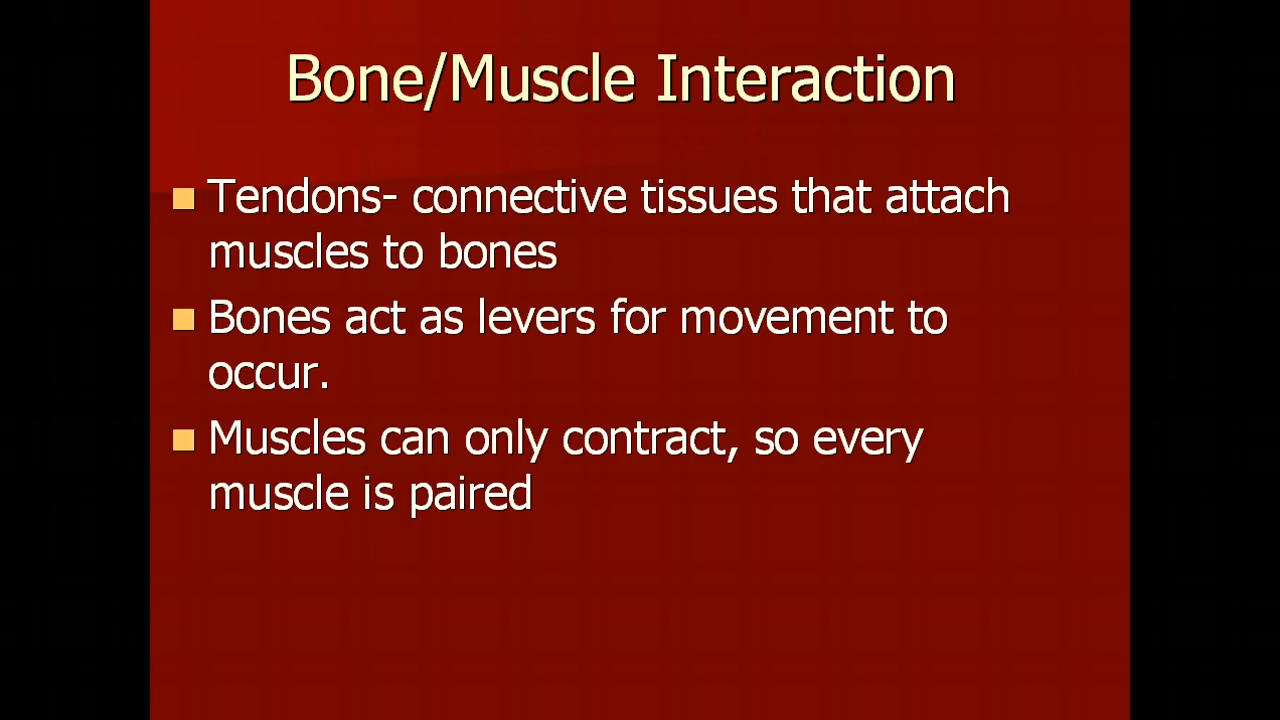 Bone/Muscle Interaction
Tendons- connective tissues that attach
muscles to bones
Bones act as levers for movement to
occur.
Muscles can only contract, so every
muscle is paired